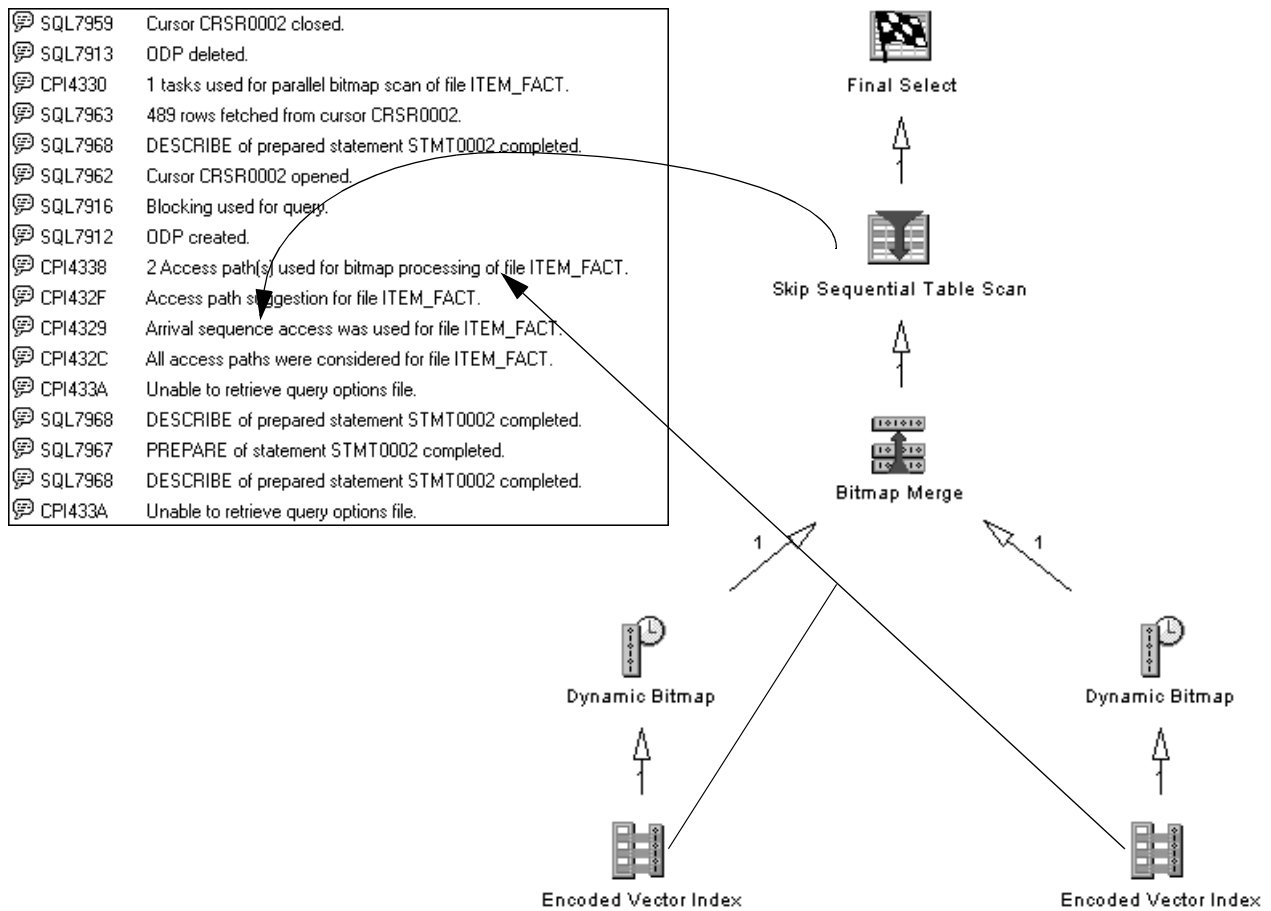 SQL7959 Cursor CRSR0002 closed.
SQL7913 ODP deleted.
CPI4330 1 tasks used for parallel bitmap scan of file ITEM_FACT.
SQL7963 489 rows fetched from cursor CRSR0002.
SQL7968 DESCRIBE of prepared statement STMT0002 completed.
SQL7962 Cursor CRSR0002 opened.
SQL7916 Blocking used for query.
SQL7912 ODP created.
CPI4338 2 Access path(s) used for bitmap processing of file ITEM_FACT.
CPI432F Access path suggestion for file ITEM_FACT.
CPI4329 Arrival sequence access was used for file ITEM_FACT.
CPI432C All access paths were considered for file ITEM_FACT.
CPI433A Unable to retrieve query options file.
SQL7968 DESCRIBE of prepared statement STMT0002 completed.
SQL7967 PREPARE of statement STMT0002 completed.
SQL7968 DESCRIBE of prepared statement STMT0002 completed.
CPI433A Unable to retrieve query options file.
Final Select
Skip Sequential Table Scan
Bitmap Merge
1 1
Dynamic Bitmap Dynamic Bitmap
Encoded Vector Index Encoded Vector Index